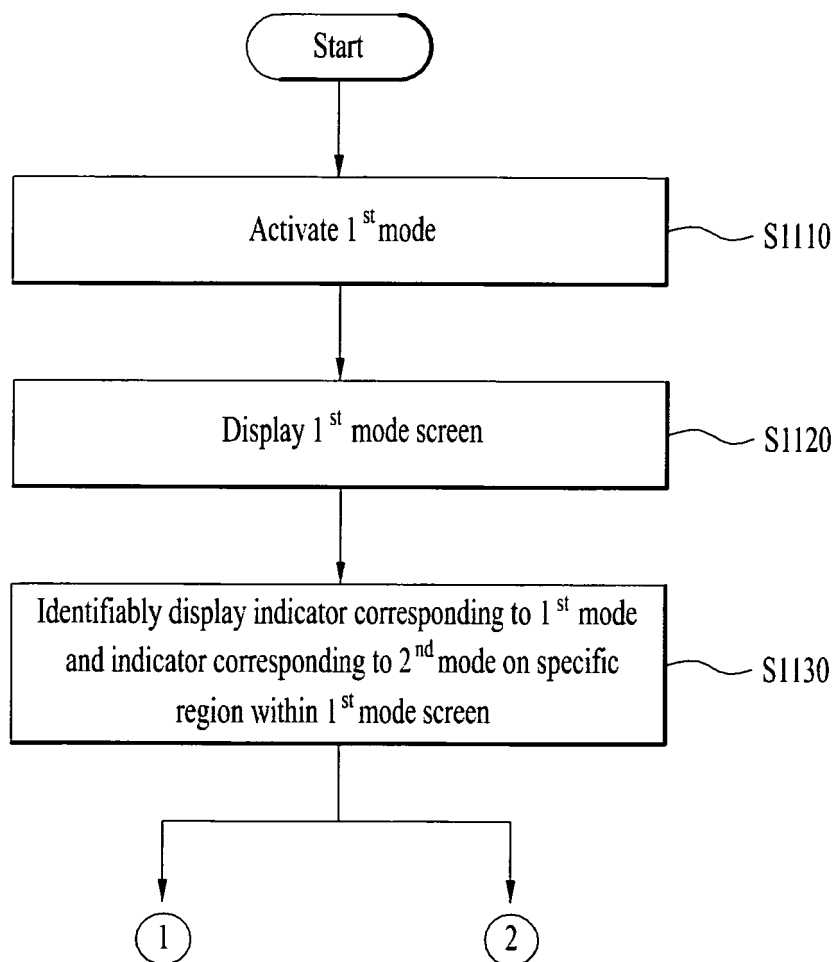 Start
Activate 1st mode
S1110
Display 1st mode screen
S1120
Identifiably display indicator corresponding to 1st mode
and indicator corresponding to 2nd mode on specific
region within 1st mode screen
S1130
1
2